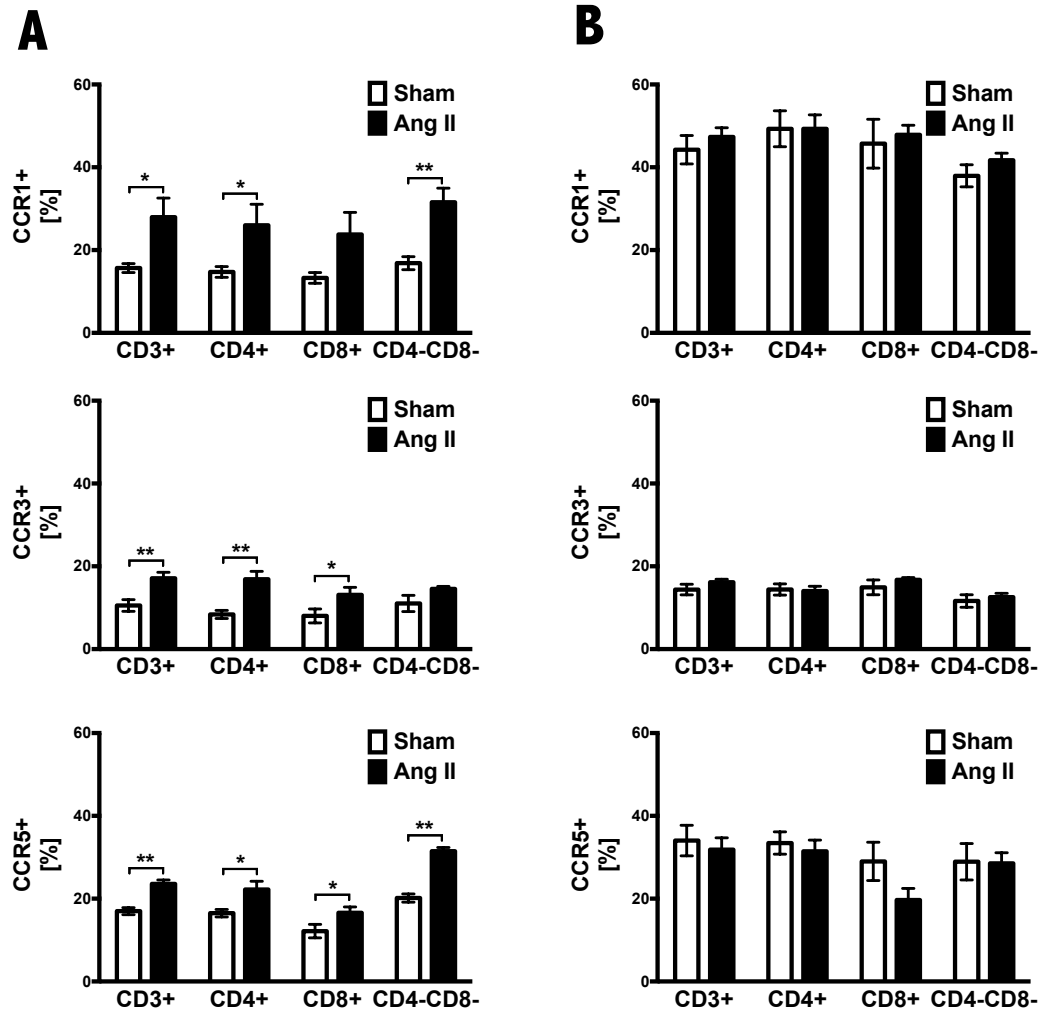 A
60
40
20
0
CCR1+
[%]
Sham
Ang II
*
*
**
CD3+
CD4+
CD8+
CD4-CD8-
60
40
20
0
CCR3+
[%]
Sham
Ang II
**
**
*
CD3+
CD4+
CD8+
CD4-CD8-
60
40
20
0
CCR5+
[%]
Sham
Ang II
**
*
*
**
CD3+
CD4+
CD8+
CD4-CD8-
B
60
40
20
0
CCR1+
[%]
Sham
Ang II
CD3+
CD4+
CD8+
CD4-CD8-
60
40
20
0
CCR3+
[%]
Sham
Ang II
CD3+
CD4+
CD8+
CD4-CD8-
60
40
20
0
CCR5+
[%]
Sham
Ang II
CD3+
CD4+
CD8+
CD4-CD8-